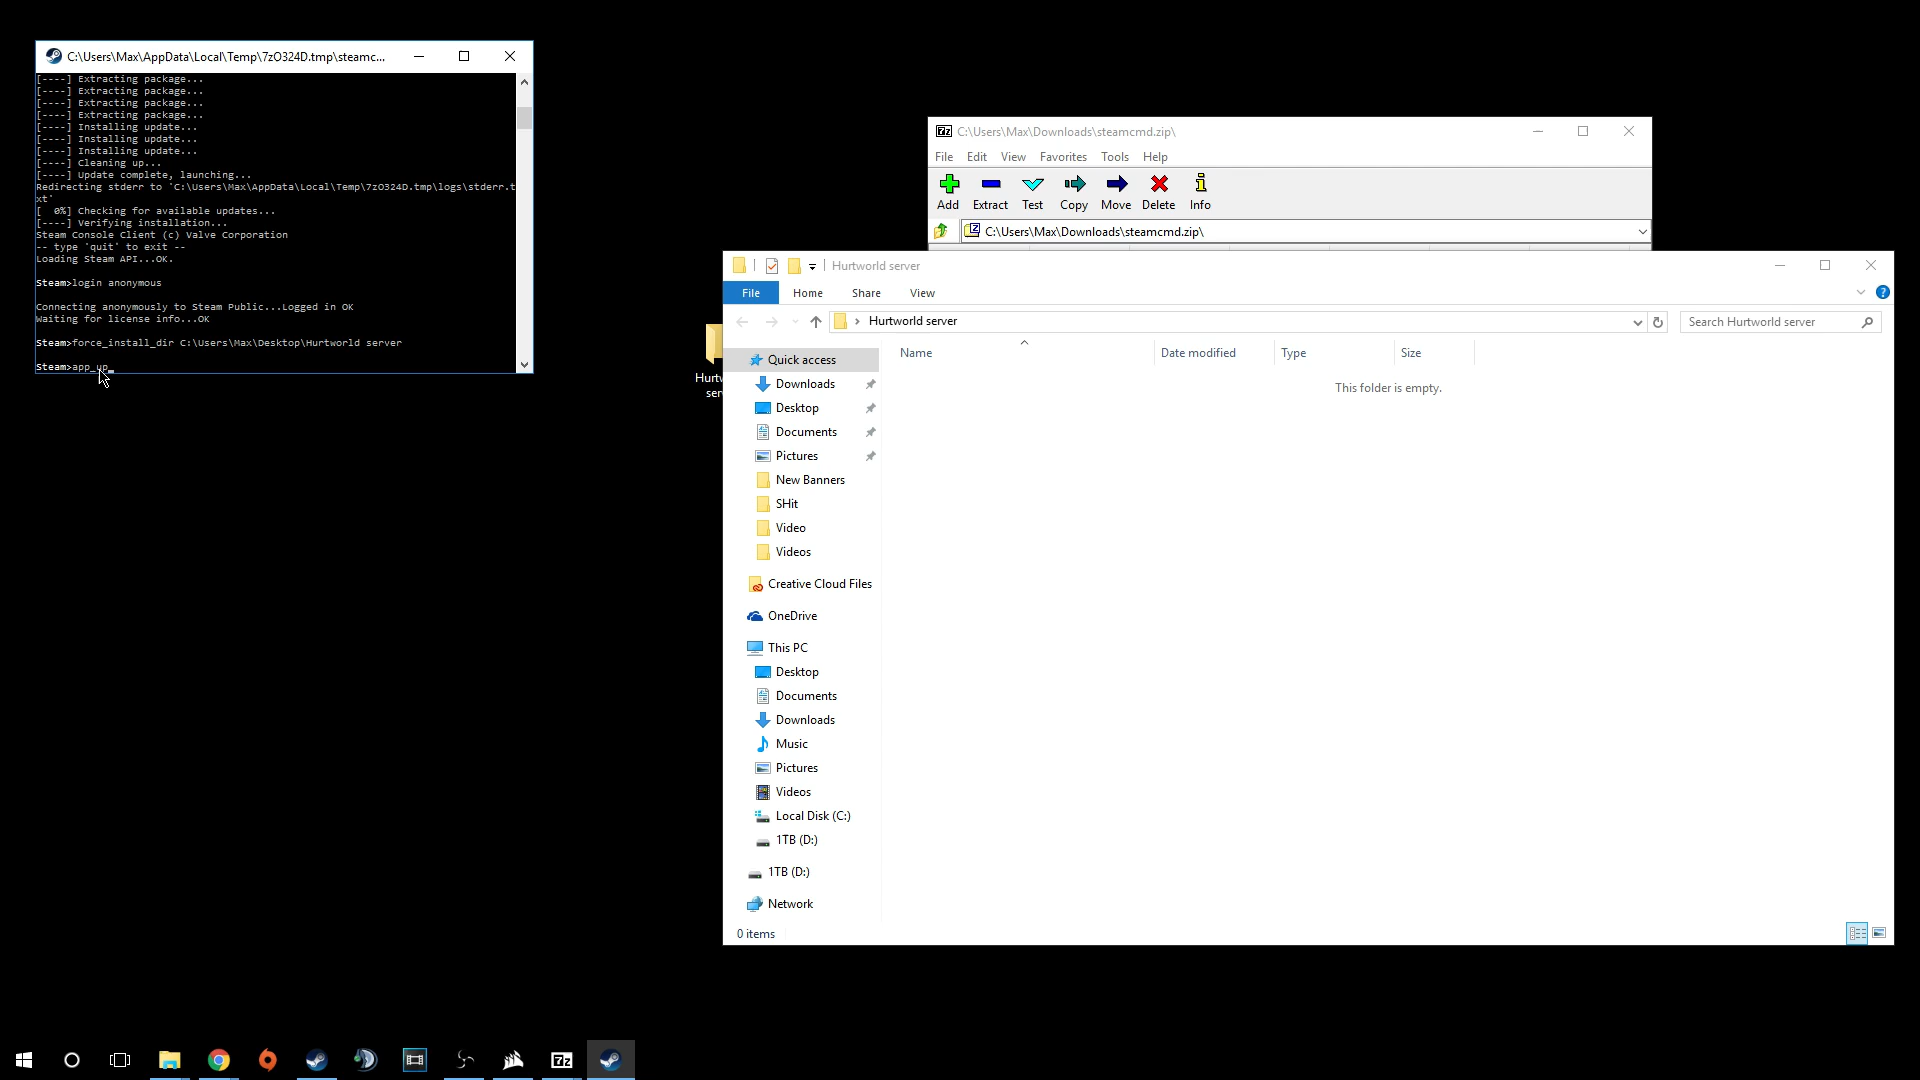 C:\Users\Max\AppData\Local\Temp\7zO324D.tmp\steamc...
[----] Extracting package...
[----] Extracting package...
[----] Extracting package...
[----] Extracting package...
[----] Installing update...
[----] Installing update...
[----] Installing update...
[----] Cleaning up...
[----] Update complete, launching...
Redirecting stderr to 'C:\Users\Max\AppData\Local\Temp\7zO324D.tmp\logs\stderr.t
xt'
[  0%] Checking for available updates...
[----] Verifying installation...
Steam Console Client (c) Valve Corporation
-- type 'quit' to exit --
Loading Steam API...OK.
Steam>login anonymous
Connecting anonymously to Steam Public...Logged in OK
Waiting for license info...OK
Steam>force_install_dir C:\Users\Max\Desktop\Hurtworld server
Steam>app_up_
7z C:\Users\Max\Downloads\steamcmd.zip\
File Edit View Favorites Tools Help
Add Extract Test Copy Move Delete Info
C:\Users\Max\Downloads\steamcmd.zip\
Hurtw
ser
Hurtworld server
File Home Share View
Hurtworld server
Search Hurtworld server
Name Date modified Type Size
This folder is empty.
Quick access
Downloads
Desktop
Documents
Pictures
New Banners
SHit
Video
Videos
Creative Cloud Files
OneDrive
This PC
Desktop
Documents
Downloads
Music
Pictures
Videos
Local Disk (C:)
1TB (D:)
1TB (D:)
Network
0 items
7z